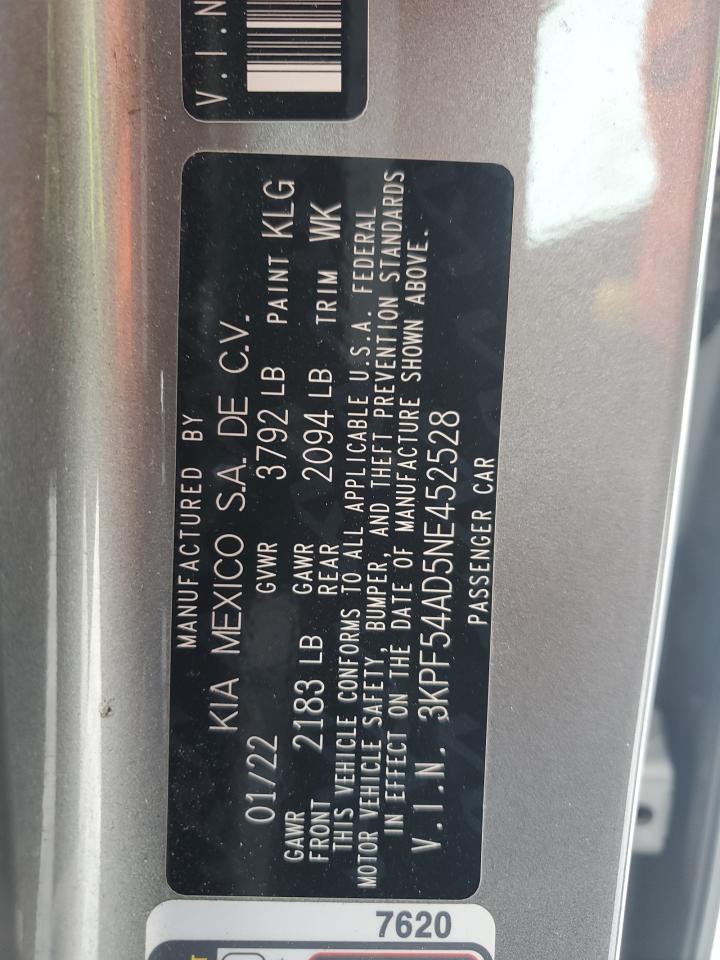 V.I.N
MANUFACTURED BY
KIA MEXICO S.A. DE C.V.
01/22 GVWR 3792 LB PAINT KLG
GAWR FRONT 2183 LB GAWR REAR 2094 LB TRIM WK
THIS VEHICLE CONFORMS TO ALL APPLICABLE U.S.A. FEDERAL
MOTOR VEHICLE SAFETY, BUMPER, AND THEFT PREVENTION STANDARDS
IN EFFECT ON THE DATE OF MANUFACTURE SHOWN ABOVE.
V.I.N. 3KPF54AD5NE452528
PASSENGER CAR
7620